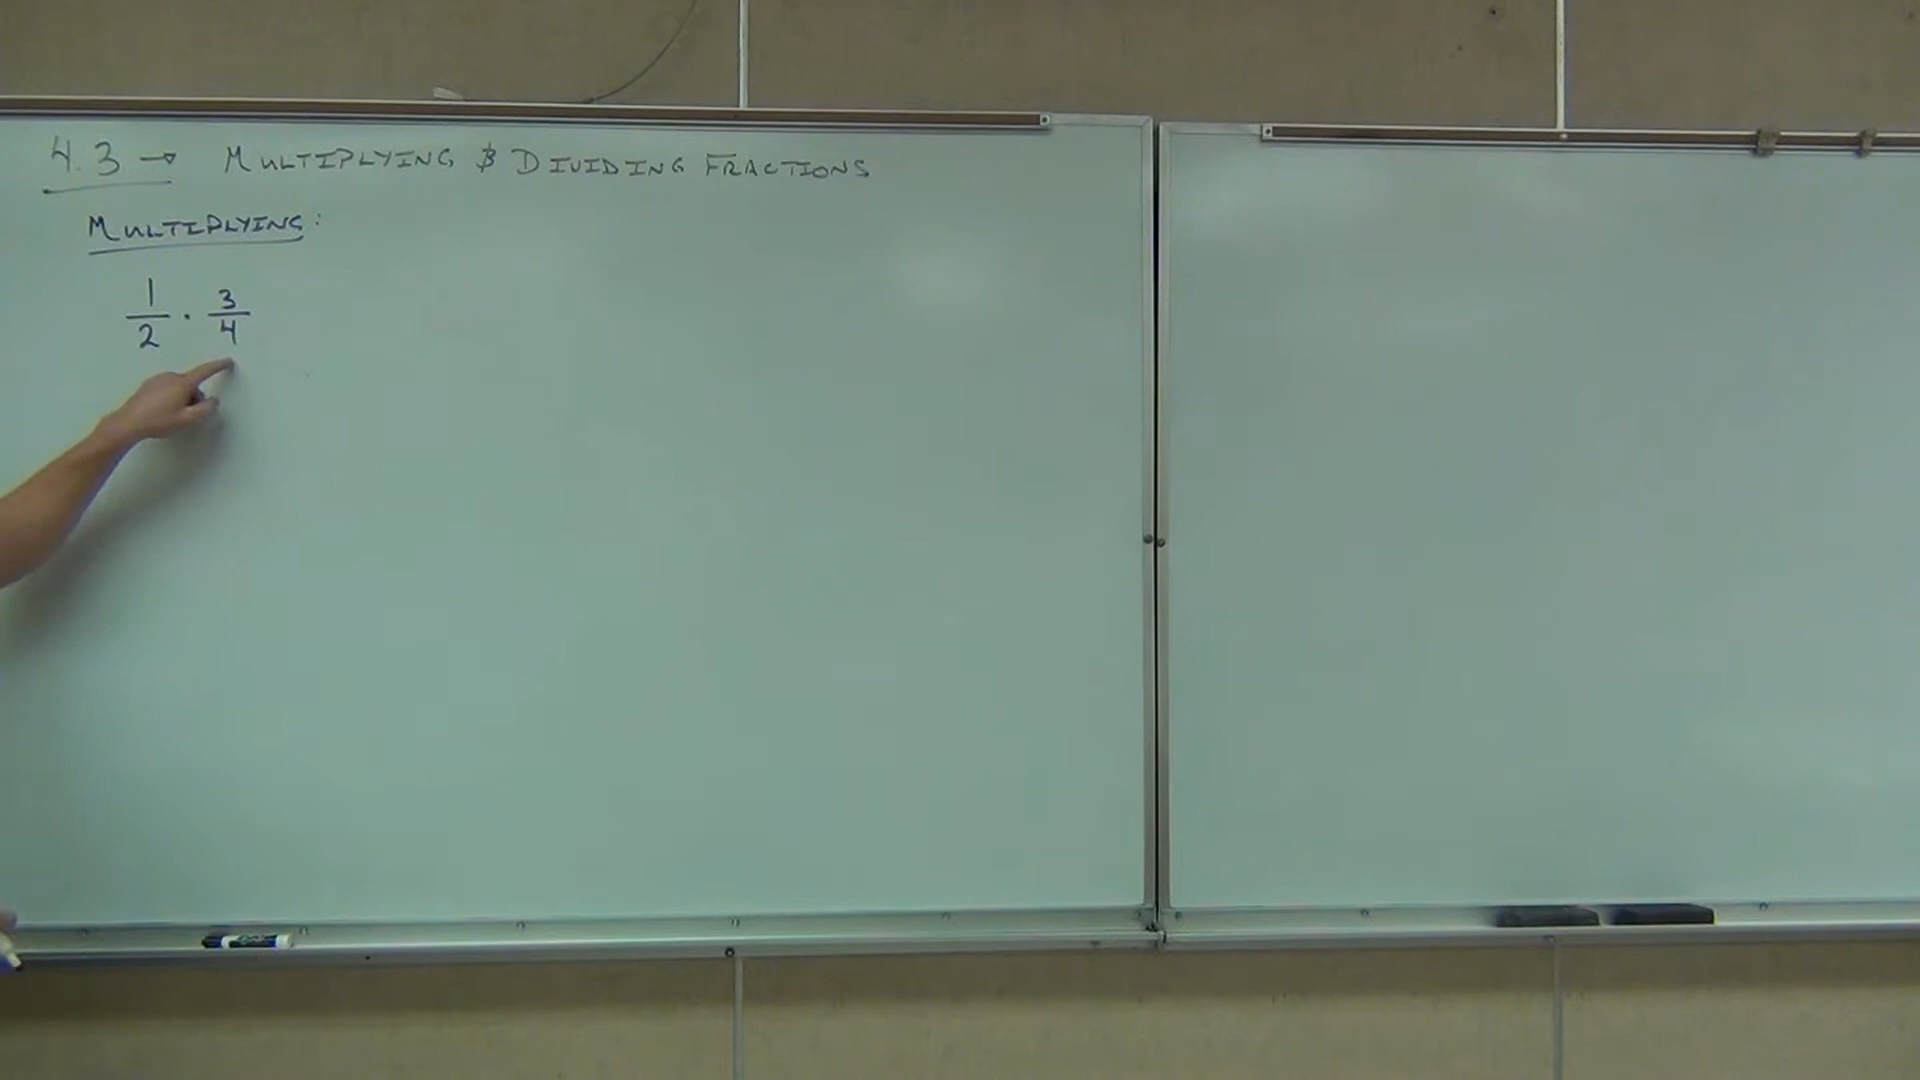 4.3 → MULTIPLYING & DIVIDING FRACTIONS
MULTIPLYING:
1/2 · 3/4